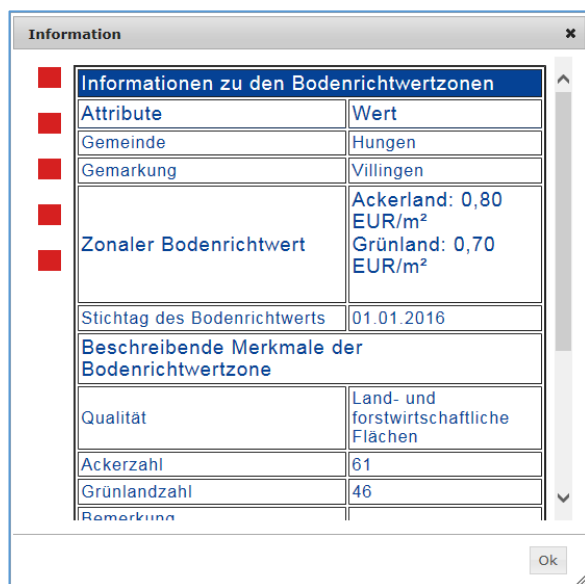 Information
Informationen zu den Bodenrichtwertzonen
Attribute Wert
Gemeinde Hungen
Gemarkung Villingen
Zonaler Bodenrichtwert Ackerland: 0,80
EUR/m²
Grünland: 0,70
EUR/m²
Stichtag des Bodenrichtwerts 01.01.2016
Beschreibende Merkmale der
Bodenrichtwertzone
Qualität Land- und
forstwirtschaftliche
Flächen
Ackerzahl 61
Grünlandzahl 46
Bemerkung
Ok